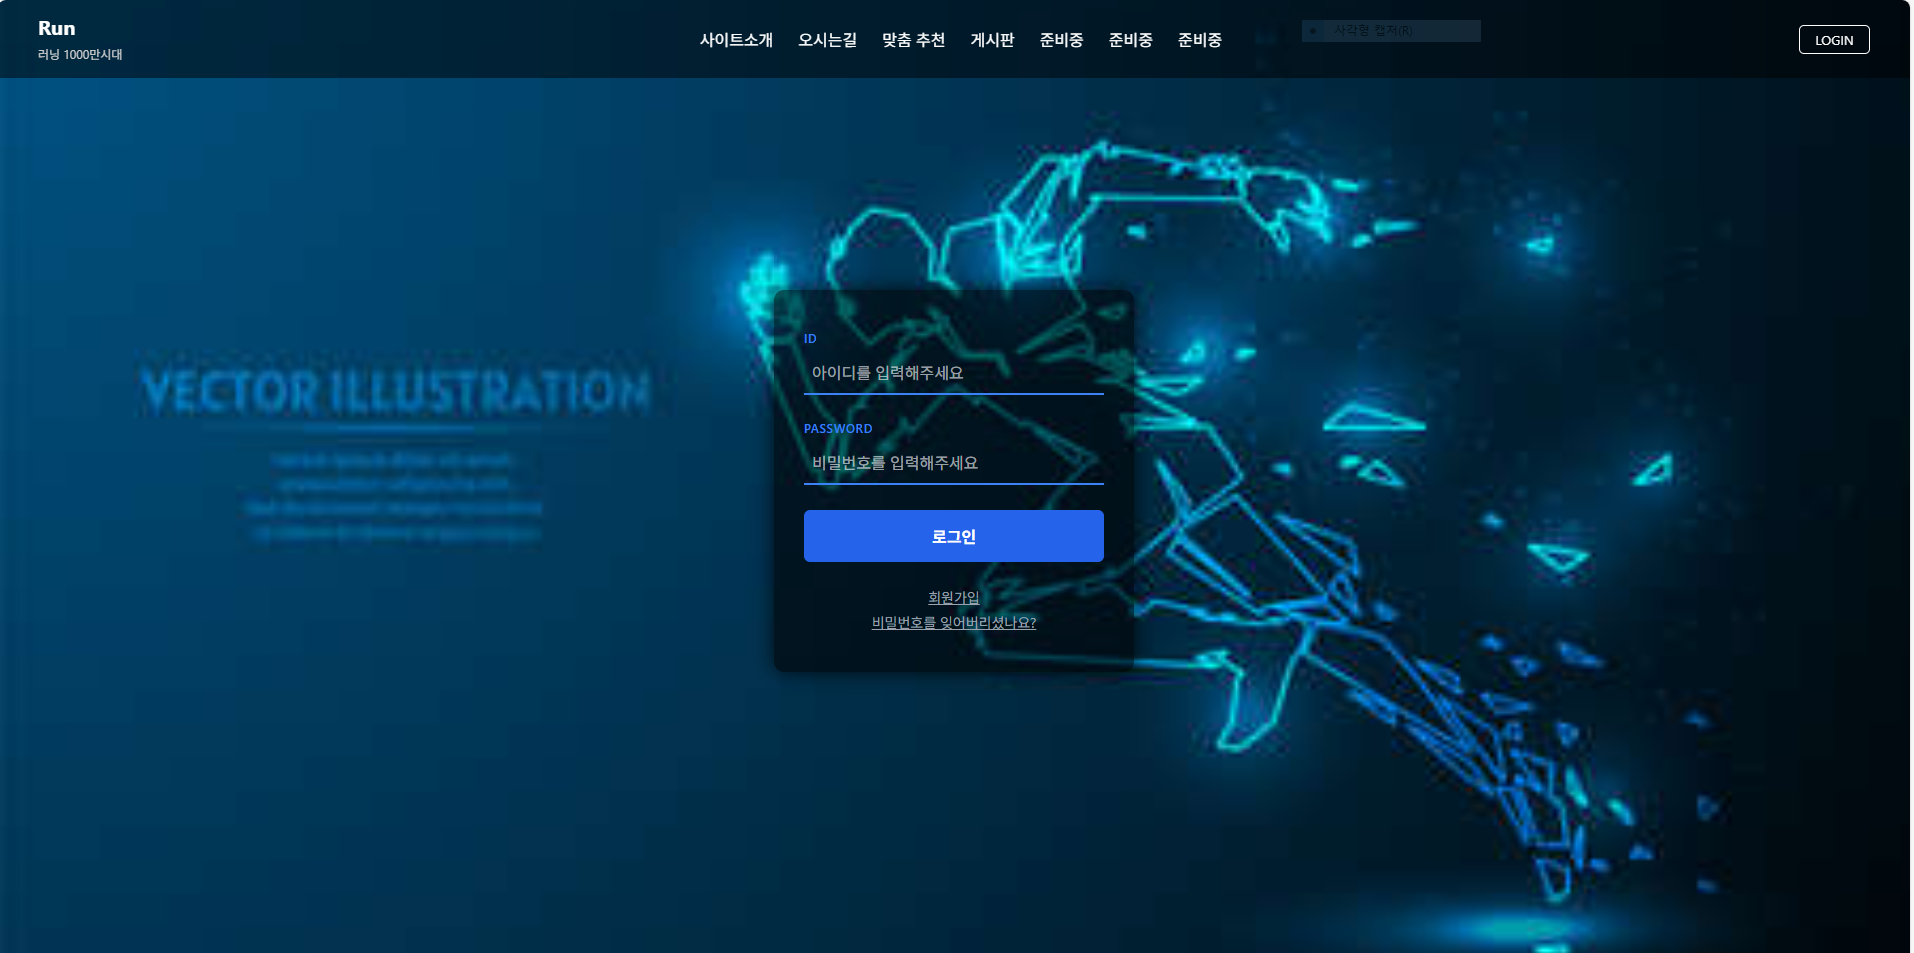 Run
러닝 1000만시대
사이트소개 오시는길 맞춤 추천 게시판 준비중 준비중 준비중
사각형 캡처(R)
LOGIN
ID
아이디를 입력해주세요
VECTOR ILLUSTRATION
PASSWORD
비밀번호를 입력해주세요
로그인
회원가입
비밀번호를 잊어버리셨나요?